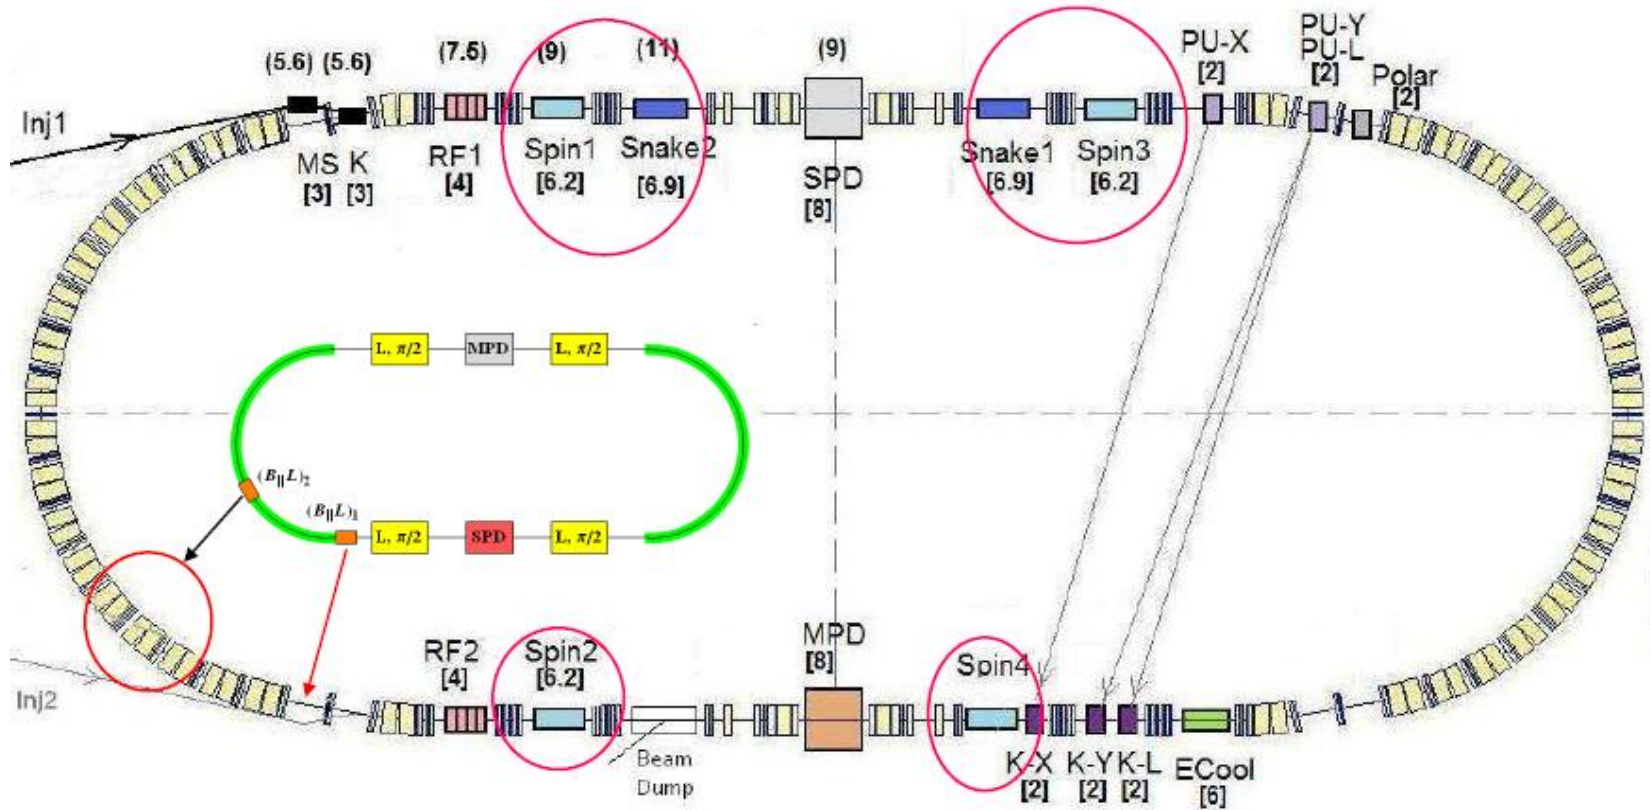 (5.6) (5.6) (7.5) (9) (11) (9)
PU-X
[2]
PU-Y
PU-L
[2]
Polar
[2]
Inj1
MS K
[3] [3]
RF1
[4]
Spin1
[6.2]
Snake2
[6.9]
SPD
[8]
Snake1
[6.9]
Spin3
[6.2]
L, π/2 MPD L, π/2
(B∥L)₂
(B∥L)₁
L, π/2 SPD L, π/2
Inj2
RF2
[4]
Spin2
[6.2]
MPD
[8]
Spin4
Beam
Dump
K-X K-Y K-L
[2] [2] [2]
ECool
[6]